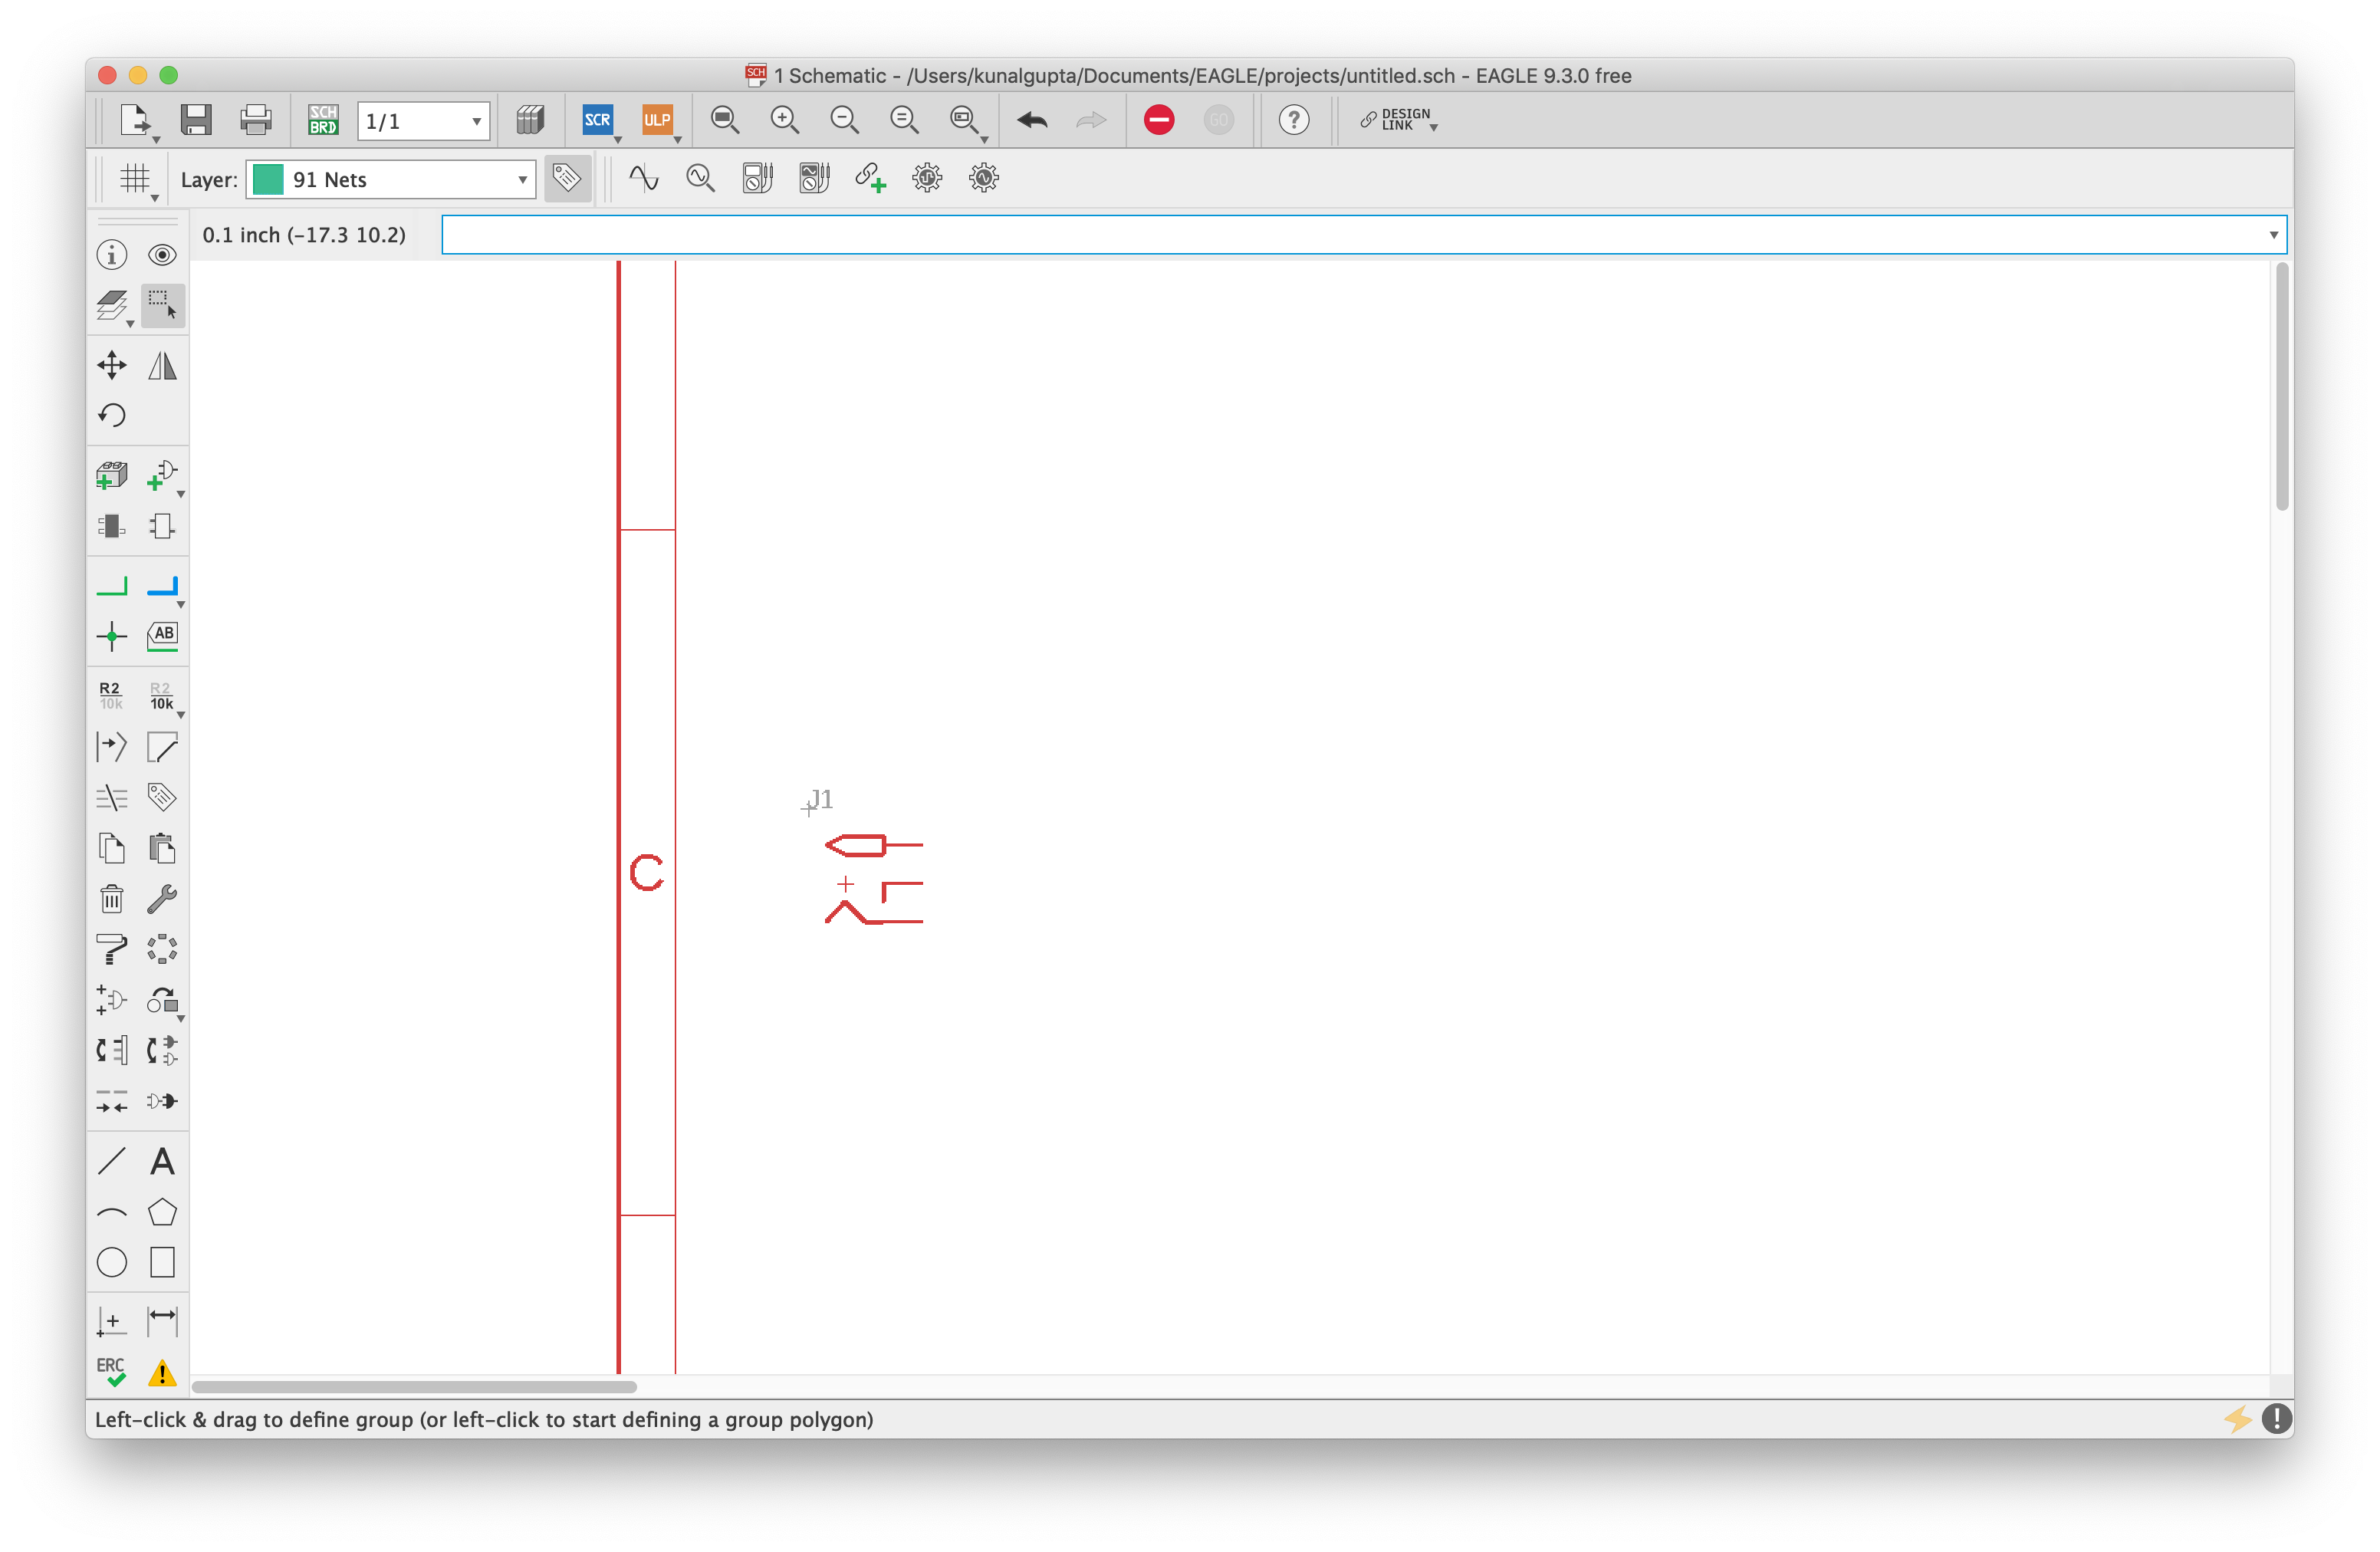 1 Schematic - /Users/kunalgupta/Documents/EAGLE/projects/untitled.sch - EAGLE 9.3.0 free
SCH
SCH
BRD
1/1
SCR
ULP
GO
?
DESIGN
LINK
Layer:
91 Nets
0.1 inch (-17.3 10.2)
i
AB
R2
10k
R2
10k
J1
C
A
ERC
Left-click & drag to define group (or left-click to start defining a group polygon)